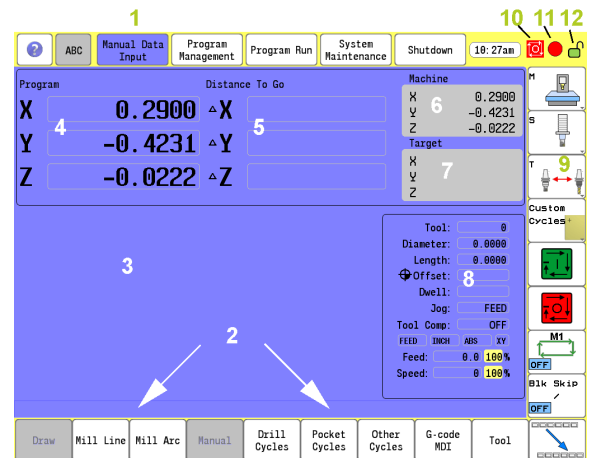 1
10 11 12
?
ABC
Manual Data
Input
Program
Management
Program Run
System
Maintenance
Shutdown
10:27am
Program
Distance To Go
Machine
X 0.2900
Y -0.4231
Z -0.0222
4
ΔX
ΔY
ΔZ
5
X 0.2900
Y -0.4231
Z -0.0222
6
Target
X
Y
Z
7
M
S
T
9
Custom
Cycles+
3
2
Tool: 0
Diameter: 0.0000
Length: 0.0000
Offset:
8
Dwell:
Jog: FEED
Tool Comp: OFF
FEED INCH ABS XY
Feed: 0.0 100%
Speed: 0 100%
I
M1
OFF
Blk Skip
/
OFF
Draw
Mill Line
Mill Arc
Manual
Drill
Cycles
Pocket
Cycles
Other
Cycles
G-code
MDI
Tool